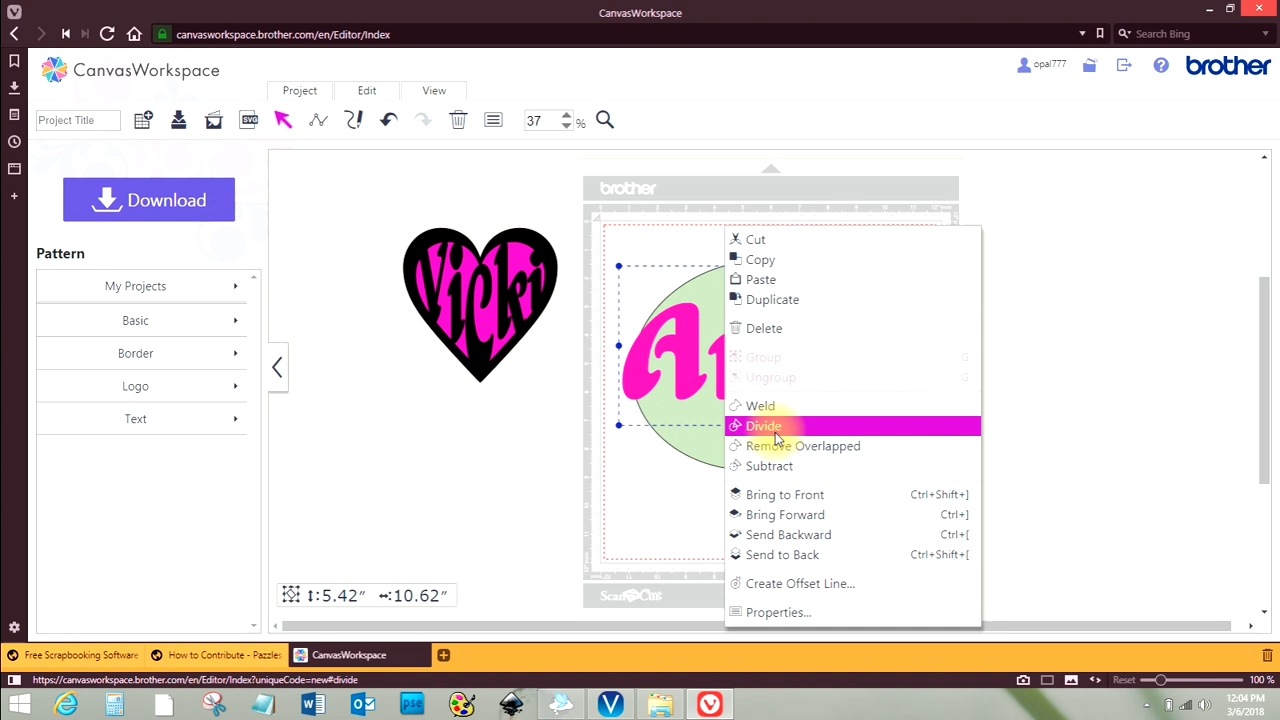 CanvasWorkspace
canvasworkspace.brother.com/en/Editor/Index
Search Bing
CanvasWorkspace
opal777
brother
Project
Edit
View
Project Title
SVG
37
%
Download
Pattern
My Projects
Basic
Border
Logo
Text
Vicki
brother
Cut
Copy
Paste
Duplicate
Delete
Group G
Ungroup G
Weld
Divide
Remove Overlapped
Subtract
Bring to Front Ctrl+Shift+]
Bring Forward Ctrl+]
Send Backward Ctrl+[
Send to Back Ctrl+Shift+[
Create Offset Line...
Properties...
5.42" 10.62"
ScanNCut
Free Scrapbooking Software
How to Contribute - Pazzles
CanvasWorkspace
https://canvasworkspace.brother.com/en/Editor/Index?uniqueCode=new#divide
Reset
100 %
pse
12:04 PM
3/6/2018